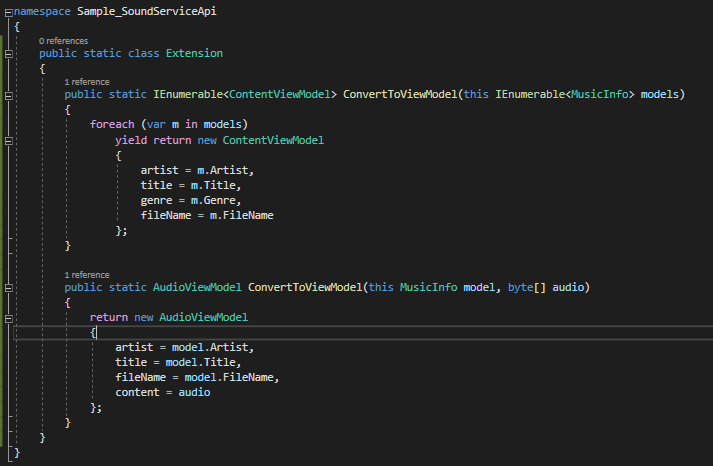 namespace Sample_SoundServiceApi
{
0 references
public static class Extension
{
1 reference
public static IEnumerable<ContentViewModel> ConvertToViewModel(this IEnumerable<MusicInfo> models)
{
foreach (var m in models)
yield return new ContentViewModel
{
artist = m.Artist,
title = m.Title,
genre = m.Genre,
fileName = m.FileName
};
}
1 reference
public static AudioViewModel ConvertToViewModel(this MusicInfo model, byte[] audio)
{
return new AudioViewModel
{
artist = model.Artist,
title = model.Title,
fileName = model.FileName,
content = audio
};
}
}
}